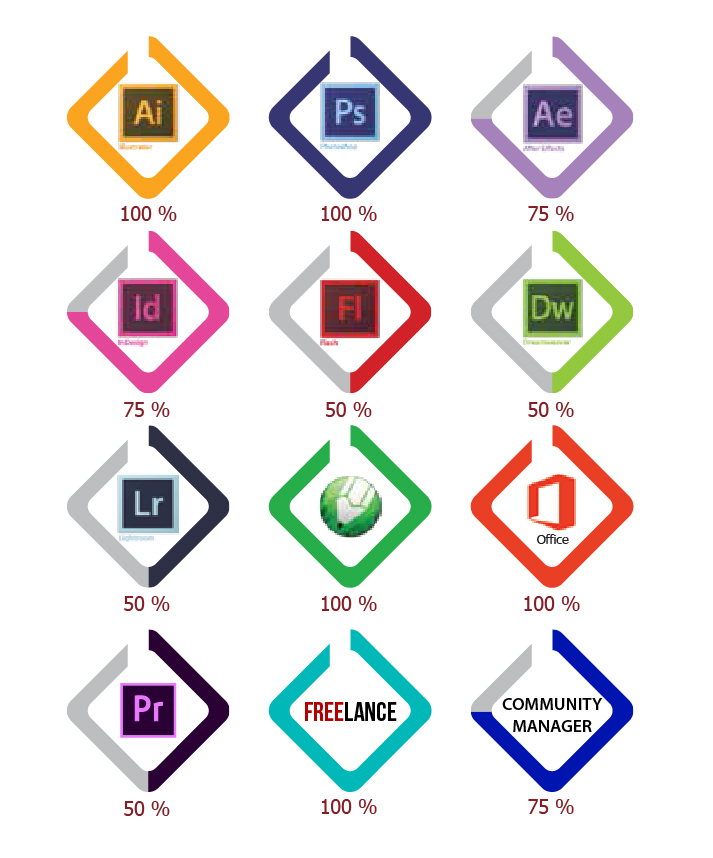 Ai
Illustrator
100 %
Ps
Photoshop
100 %
Ae
After Effects
75 %
Id
InDesign
75 %
Fl
Flash
50 %
Dw
Dreamweaver
50 %
Lr
Lightroom
50 %
100 %
Office
100 %
Pr
50 %
FREELANCE
100 %
COMMUNITY
MANAGER
75 %